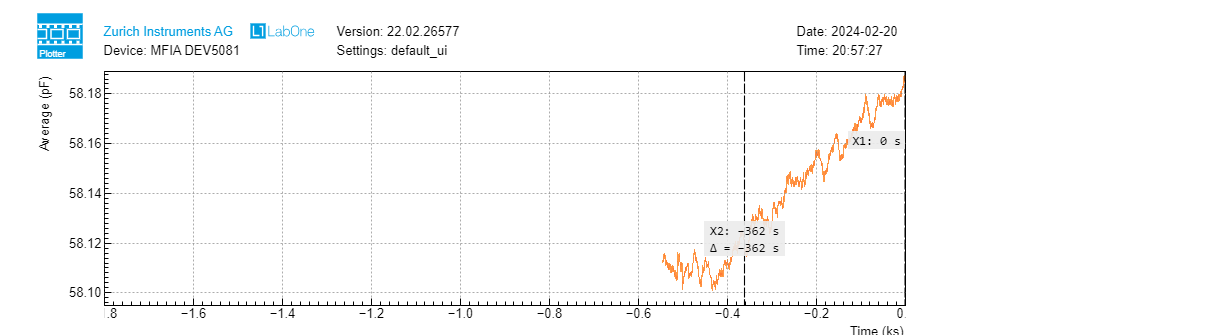 Zurich Instruments AG LabOne Version: 22.02.26577 Date: 2024-02-20
Plotter Device: MFIA DEV5081 Settings: default_ui Time: 20:57:27
Average (pF)
58.18
58.16
X1: 0 s
58.14
X2: -362 s
58.12
Δ = -362 s
58.10
.8 -1.6 -1.4 -1.2 -1.0 -0.8 -0.6 -0.4 -0.2 0.
Time (ks)